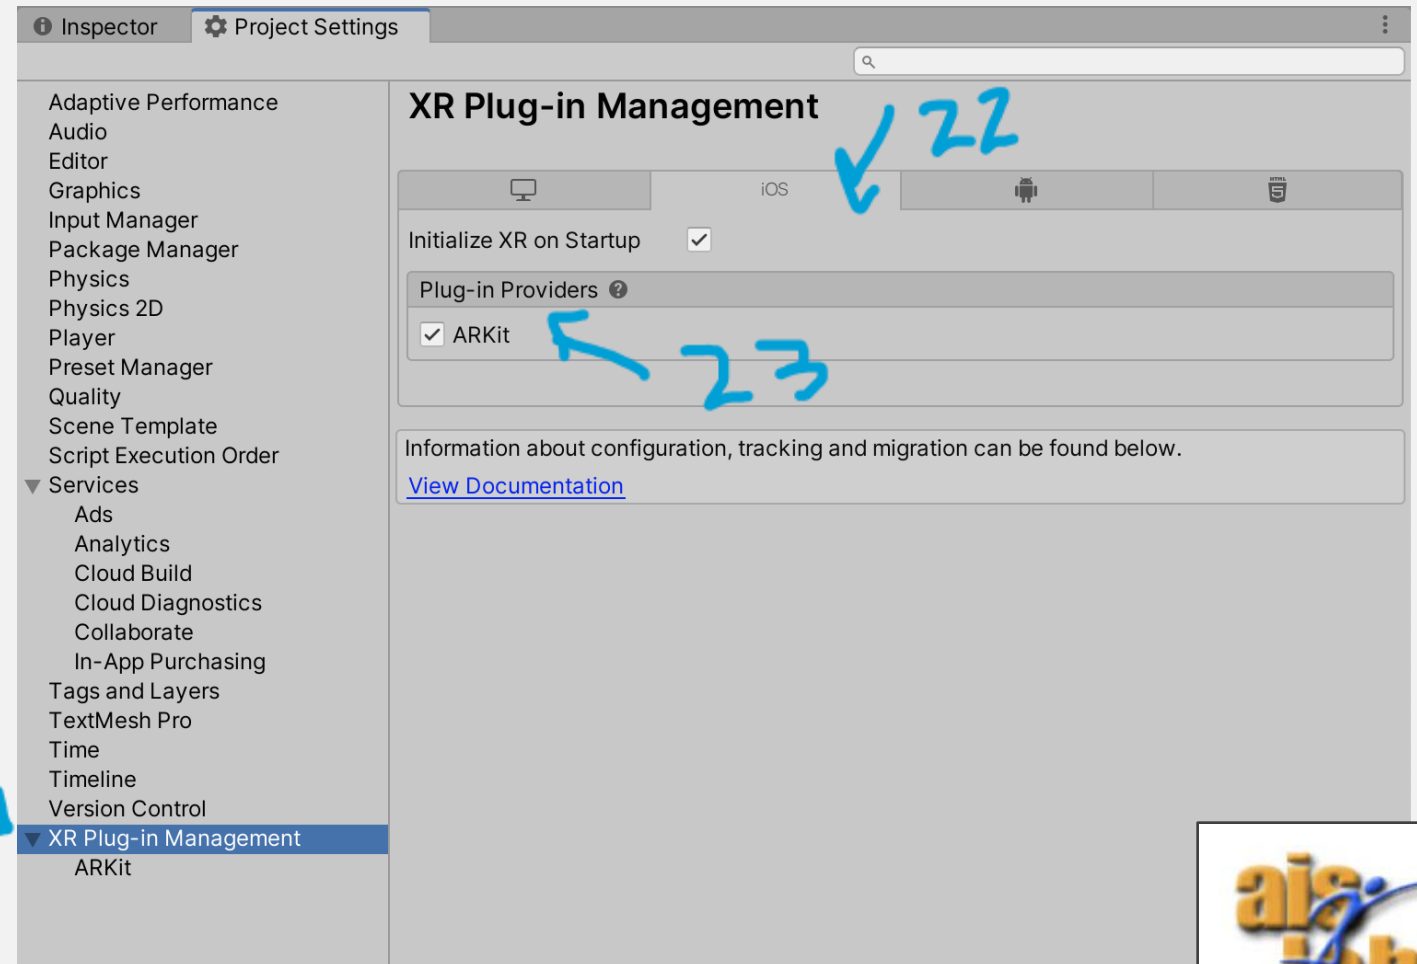 Inspector
Project Settings
Adaptive Performance
Audio
Editor
Graphics
Input Manager
Package Manager
Physics
Physics 2D
Player
Preset Manager
Quality
Scene Template
Script Execution Order
Services
Ads
Analytics
Cloud Build
Cloud Diagnostics
Collaborate
In-App Purchasing
Tags and Layers
TextMesh Pro
Time
Timeline
Version Control
XR Plug-in Management
ARKit
XR Plug-in Management
22
iOS
HTML
5
Initialize XR on Startup
Plug-in Providers ?
ARKit
23
Information about configuration, tracking and migration can be found below.
View Documentation
ais